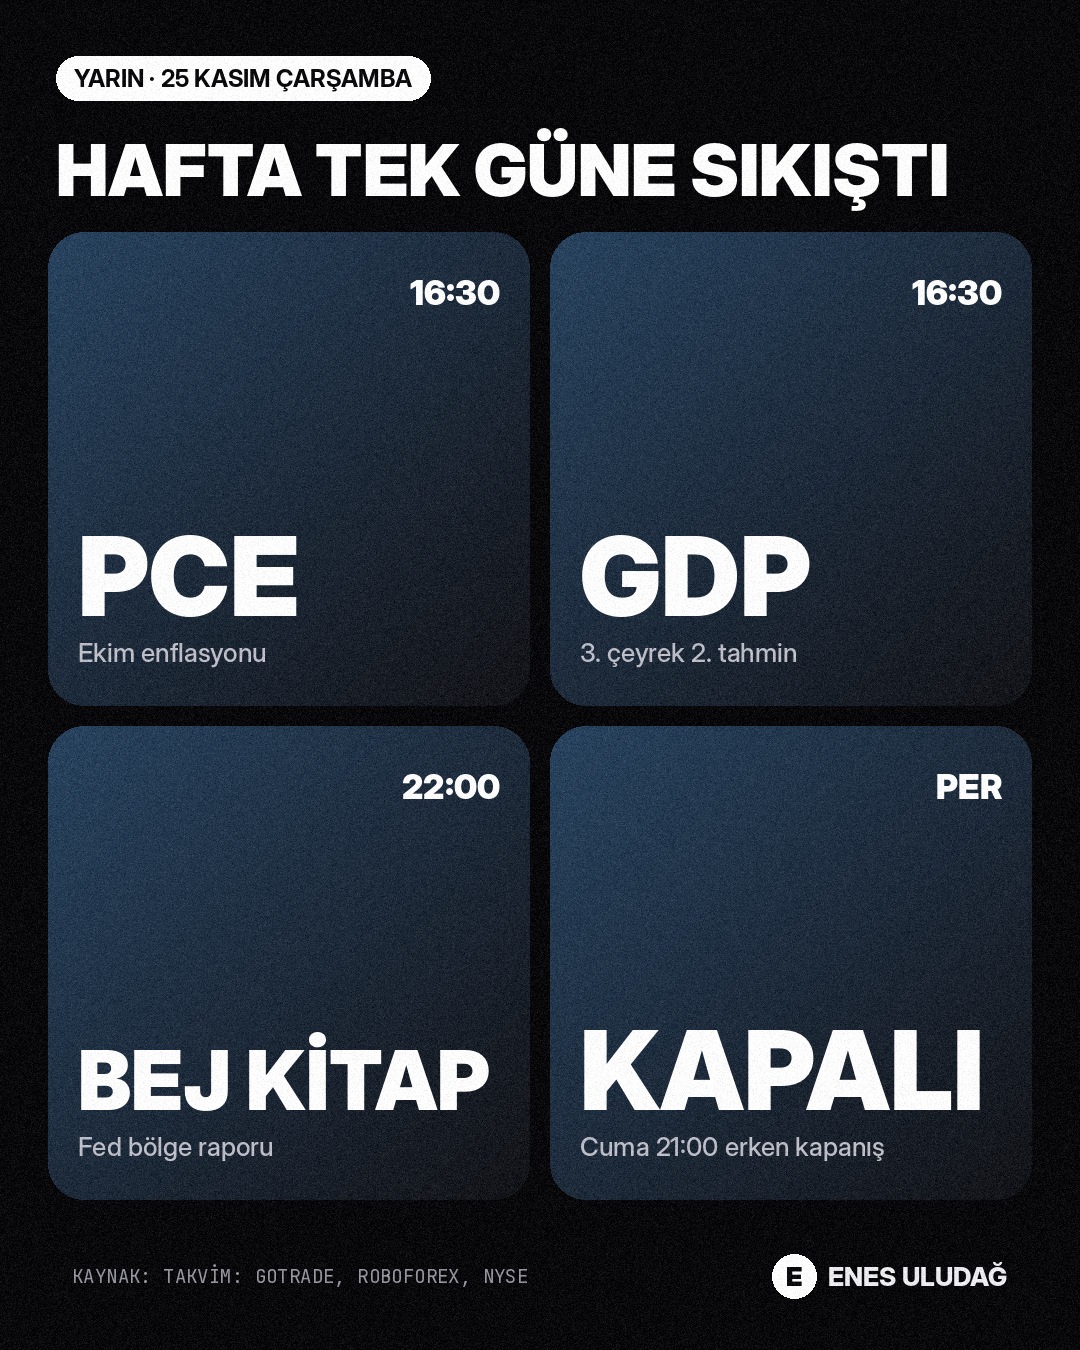 YARIN · 25 KASIM ÇARŞAMBA
HAFTA TEK GÜNE SIKIŞTI
16:30
PCE
Ekim enflasyonu
16:30
GDP
3. çeyrek 2. tahmin
22:00
BEJ KİTAP
Fed bölge raporu
PER
KAPALI
Cuma 21:00 erken kapanış
KAYNAK: TAKVİM: GOTRADE, ROBOFOREX, NYSE
E ENES ULUDAĞ